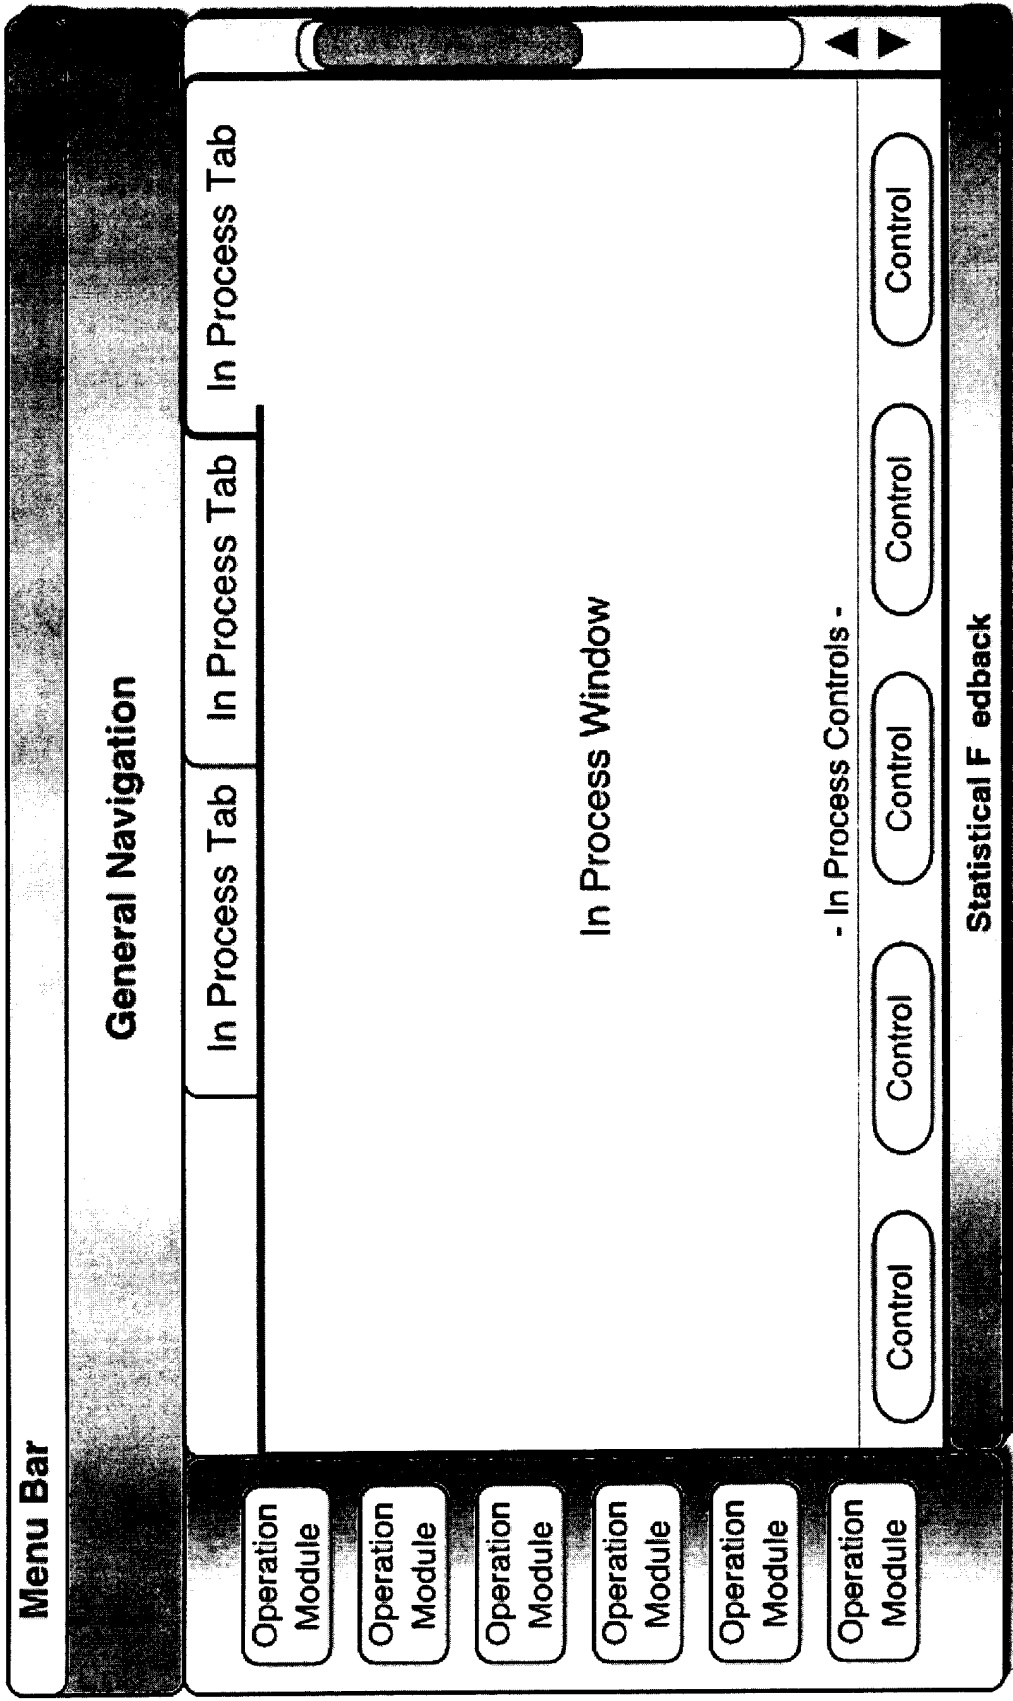 Menu Bar
General Navigation
In Process Tab
In Process Tab
In Process Tab
Operation
Module
Operation
Module
Operation
Module
Operation
Module
Operation
Module
Operation
Module
In Process Window
- In Process Controls -
Control
Control
Control
Control
Control
Statistical F edback